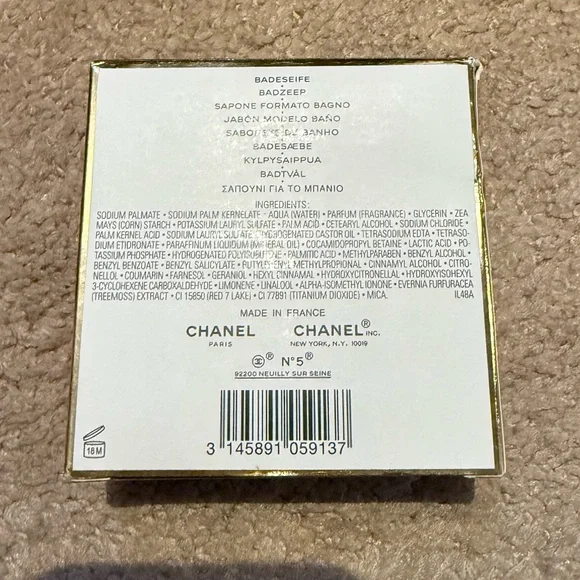 BADESEIFE
BADZEEP
SAPONE FORMATO BAGNO
JABÓN MODELO BAÑO
SABONETE DE BANHO
BADESÆBE
KYLPYSAIPPUA
BADTVÅL
ΣΑΠΟΥΝΙ ΓΙΑ ΤΟ ΜΠΑΝΙΟ
INGREDIENTS:
SODIUM PALMATE • SODIUM PALM KERNELATE • AQUA (WATER) • PARFUM (FRAGRANCE) • GLYCERIN • ZEA
MAYS (CORN) STARCH • POTASSIUM LAURYL SULFATE • PALM ACID • CETEARYL ALCOHOL • SODIUM CHLORIDE •
PALM KERNEL ACID • SODIUM LAURYL SULFATE • HYDROGENATED CASTOR OIL • TETRASODIUM EDTA • TETRASO-
DIUM ETIDRONATE • PARAFFINUM LIQUIDUM (MINERAL OIL) • COCAMIDOPROPYL BETAINE • LACTIC ACID • PO-
TASSIUM PHOSPHATE • HYDROGENATED POLYISOBUTENE • PALMITIC ACID • METHYLPARABEN • BENZYL ALCOHOL •
BENZYL BENZOATE • BENZYL SALICYLATE • BUTYLPHENYL METHYLPROPIONAL • CINNAMYL ALCOHOL • CITRO-
NELLOL • COUMARIN • FARNESOL • GERANIOL • HEXYL CINNAMAL • HYDROXYCITRONELLAL • HYDROXYISOHEXYL
3-CYCLOHEXENE CARBOXALDEHYDE • LIMONENE • LINALOOL • ALPHA-ISOMETHYL IONONE • EVERNIA FURFURACEA
(TREEMOSS) EXTRACT • CI 15850 (RED 7 LAKE) • CI 77891 (TITANIUM DIOXIDE) • MICA. IL48A
MADE IN FRANCE
CHANEL CHANEL® INC.
PARIS NEW YORK, N.Y. 10019
® N°5®
92200 NEUILLY SUR SEINE
18 M
3 145891 059137